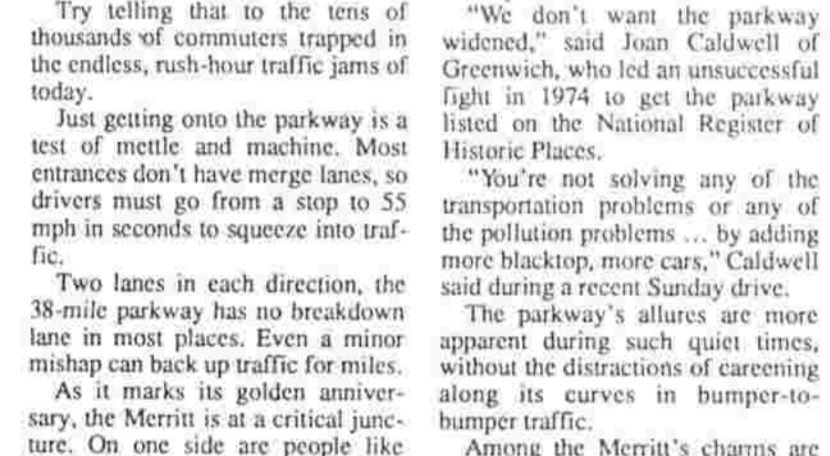 Try telling that to the tens of
thousands of commuters trapped in
the endless, rush-hour traffic jams of
today.
Just getting onto the parkway is a
test of mettle and machine. Most
entrances don't have merge lanes, so
drivers must go from a stop to 55
mph in seconds to squeeze into traf-
fic.
Two lanes in each direction, the
38-mile parkway has no breakdown
lane in most places. Even a minor
mishap can back up traffic for miles.
As it marks its golden anniver-
sary, the Merritt is at a critical junc-
ture. On one side are people like
"We don't want the parkway
widened," said Joan Caldwell of
Greenwich, who led an unsuccessful
fight in 1974 to get the parkway
listed on the National Register of
Historic Places.
"You're not solving any of the
transportation problems or any of
the pollution problems ... by adding
more blacktop, more cars," Caldwell
said during a recent Sunday drive.
The parkway's allures are more
apparent during such quiet times,
without the distractions of careening
along its curves in bumper-to-
bumper traffic.
Among the Merritt's charms are